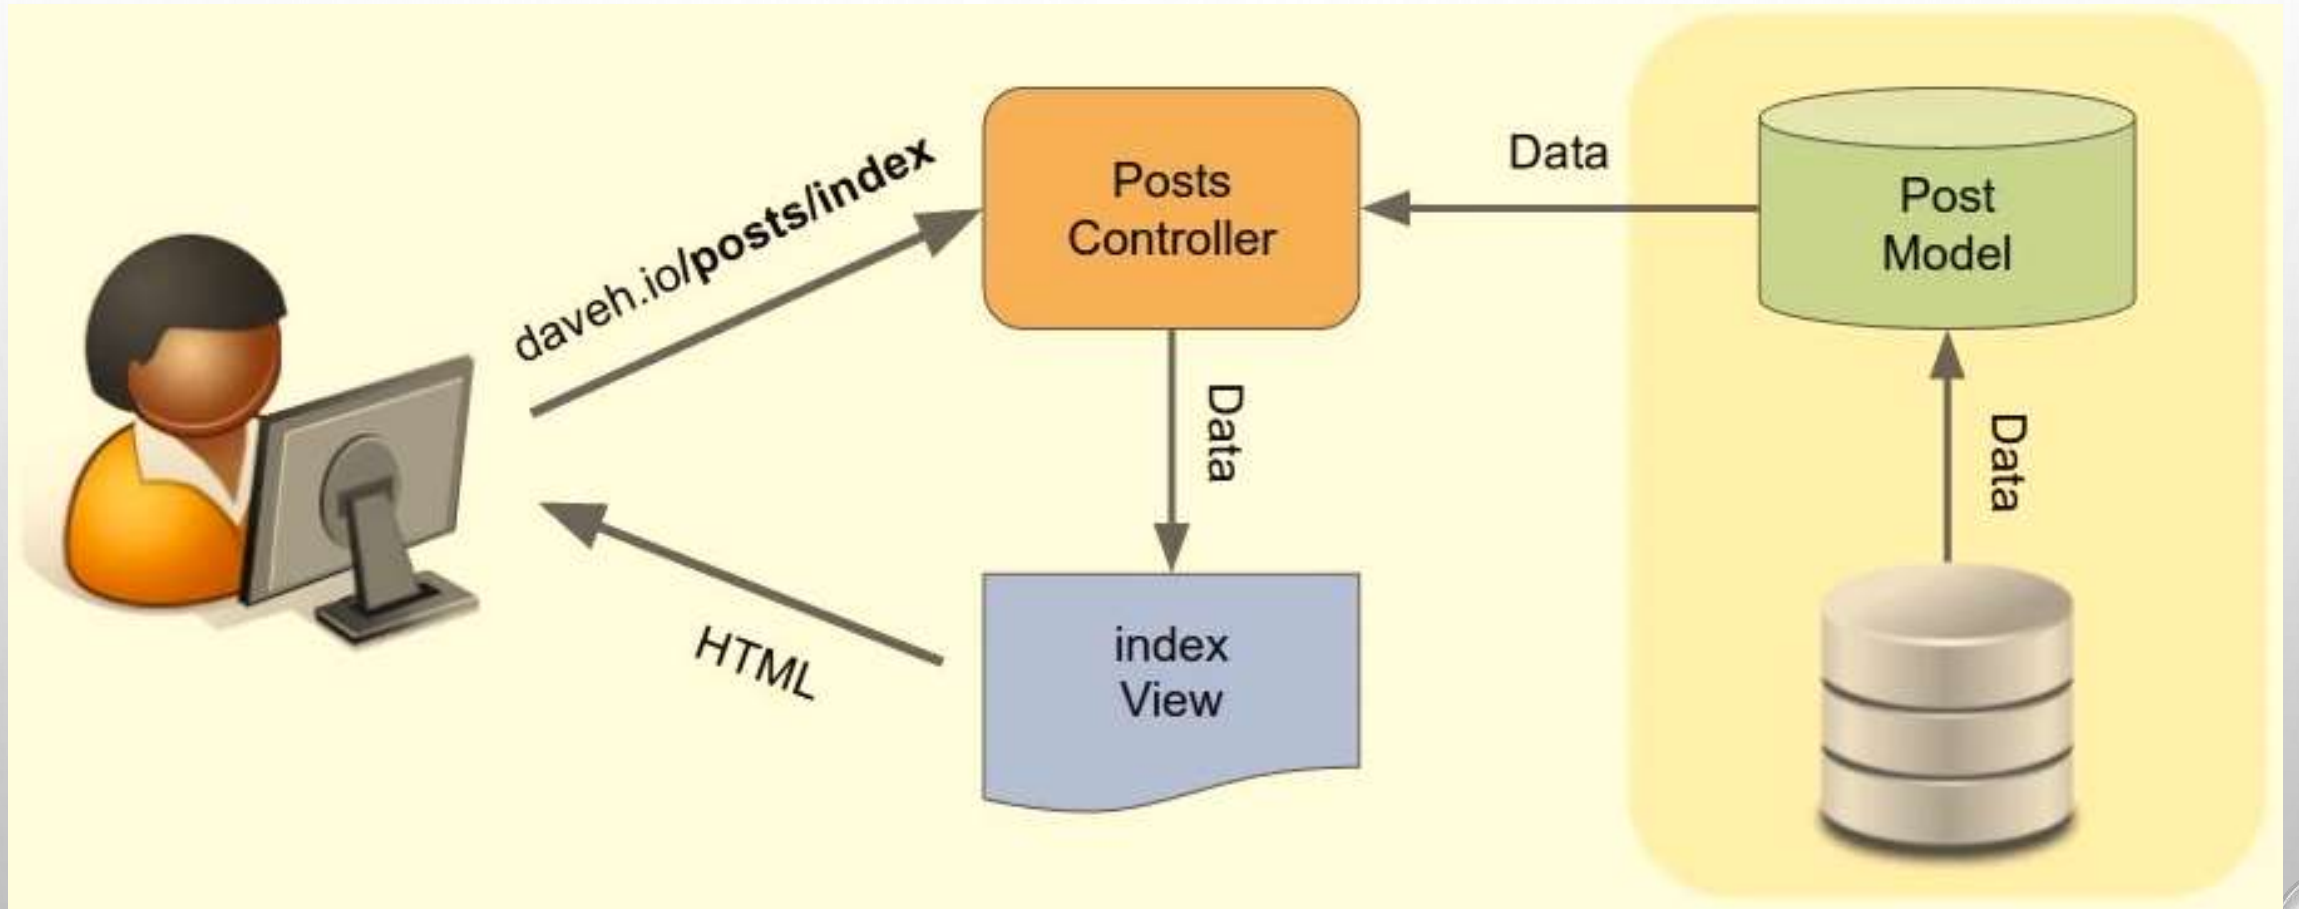 daveh.io/posts/index
Posts
Controller
Data
Post
Model
Data
Data
HTML
index
View